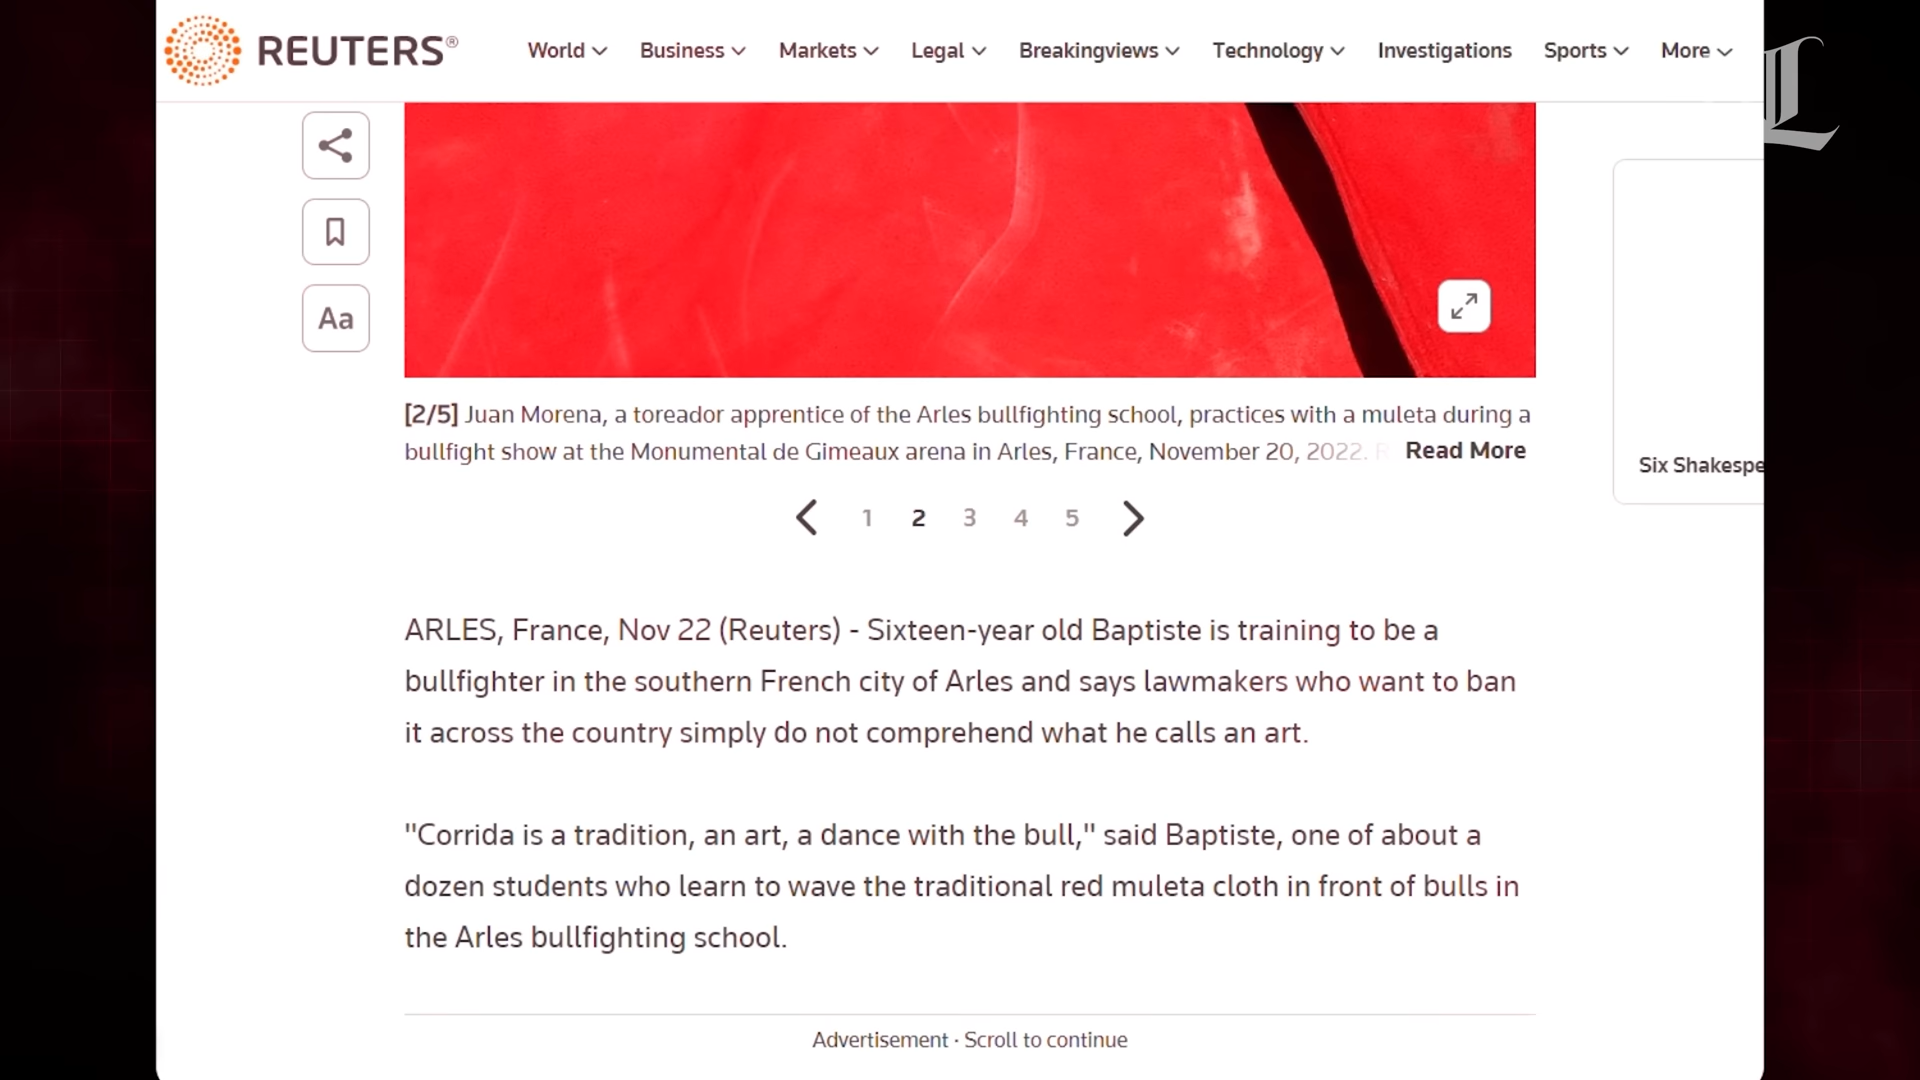 REUTERS®
World Business Markets Legal Breakingviews Technology Investigations Sports More
L
Aa
[2/5] Juan Morena, a toreador apprentice of the Arles bullfighting school, practices with a muleta during a
bullfight show at the Monumental de Gimeaux arena in Arles, France, November 20, 2022. R Read More
Six Shakespe
1 2 3 4 5
ARLES, France, Nov 22 (Reuters) - Sixteen-year old Baptiste is training to be a
bullfighter in the southern French city of Arles and says lawmakers who want to ban
it across the country simply do not comprehend what he calls an art.
"Corrida is a tradition, an art, a dance with the bull," said Baptiste, one of about a
dozen students who learn to wave the traditional red muleta cloth in front of bulls in
the Arles bullfighting school.
Advertisement · Scroll to continue